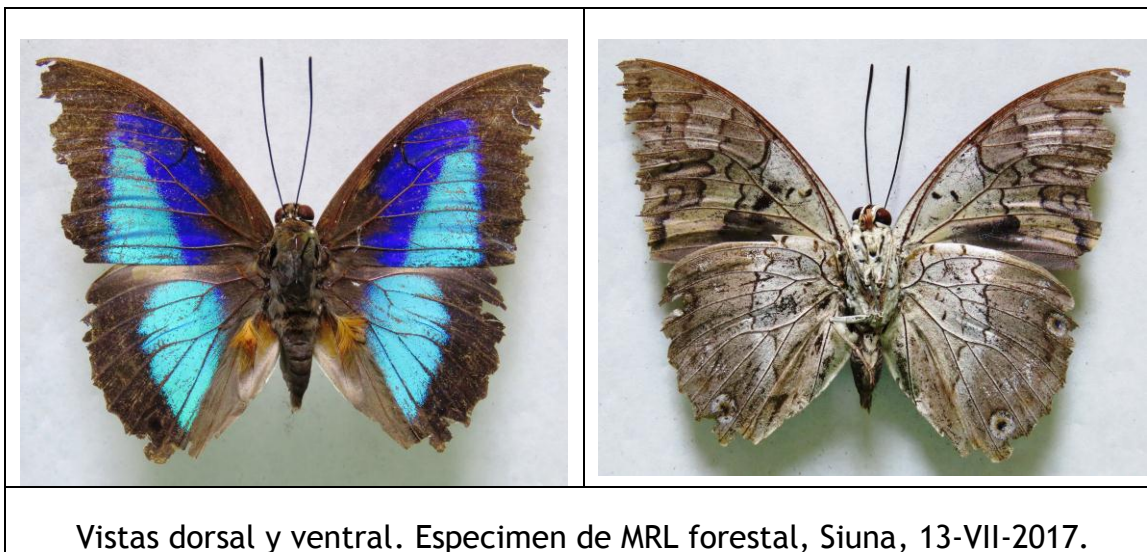 Vistas dorsal y ventral. Especimen de MRL forestal, Siuna, 13-VII-2017.